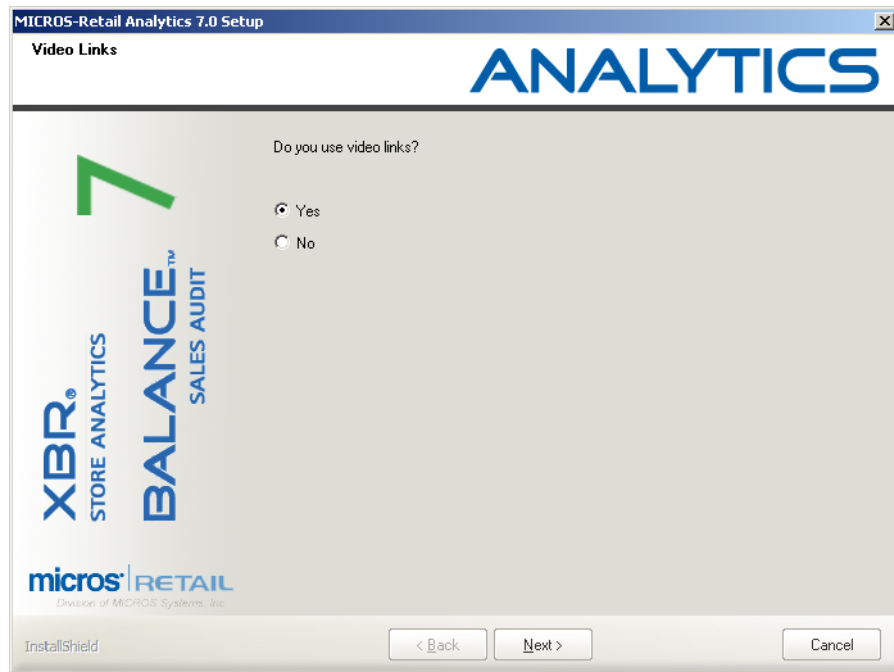 MICROS-Retail Analytics 7.0 Setup
Video Links
ANALYTICS
Do you use video links?
Yes
No
7
XBR®
STORE ANALYTICS
BALANCE™
SALES AUDIT
micros® RETAIL
Division of MICROS Systems, Inc.
InstallShield
< Back
Next >
Cancel